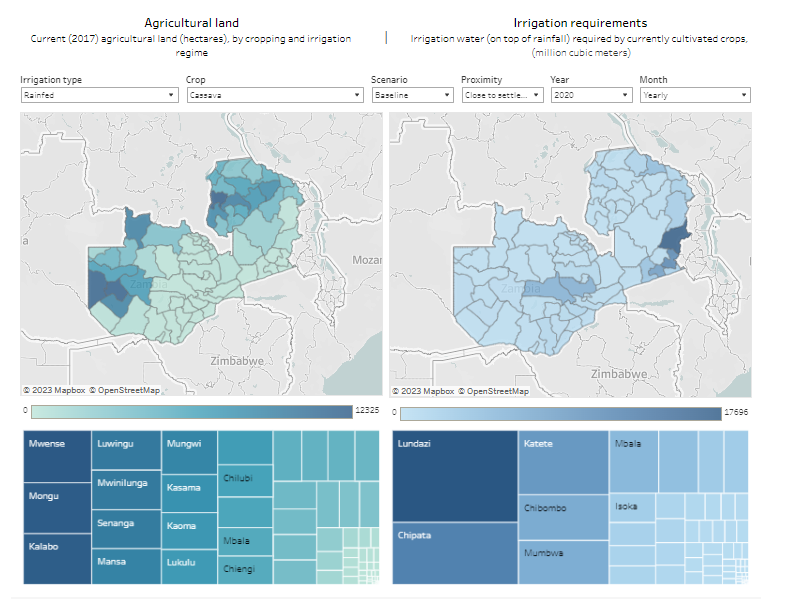 Agricultural land
Current (2017) agricultural land (hectares), by cropping and irrigation
regime
Irrigation requirements
Irrigation water (on top of rainfall) required by currently cultivated crops,
(million cubic meters)
Irrigation type
Rainfed
Crop
Cassava
Scenario
Baseline
Proximity
Close to settle...
Year
2020
Month
Yearly
a
Zambia
Mozar
Zimbabwe
© 2023 Mapbox © OpenStreetMap
Zambia
Zimbabwe
© 2023 Mapbox © OpenStreetMap
0
12325
0
17696
Mwense
Mongu
Kalabo
Luwingu
Mwinilunga
Senanga
Mansa
Mungwi
Kasama
Kaoma
Lukulu
Chilubi
Mbala
Chiengi
Lundazi
Chipata
Katete
Chibombo
Mumbwa
Mbala
Isoka